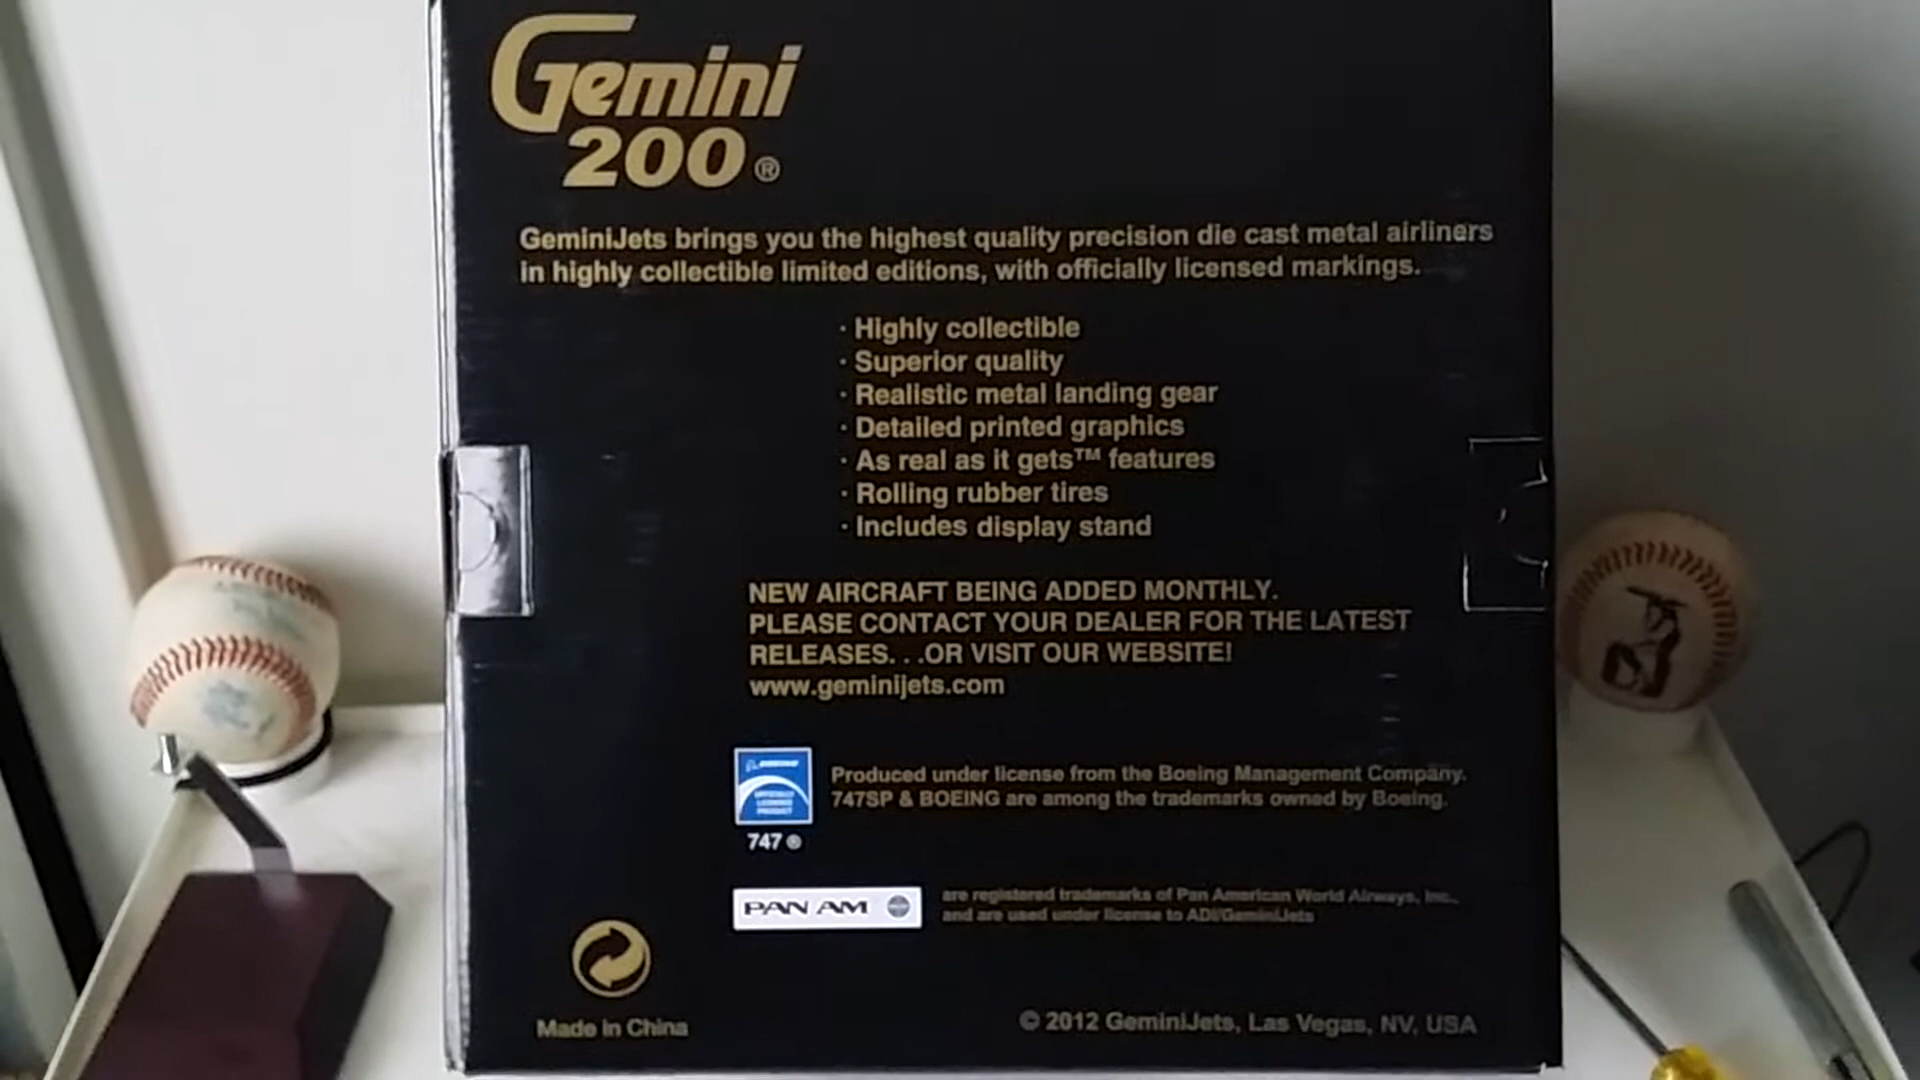 Gemini
200®
GeminiJets brings you the highest quality precision die cast metal airliners
in highly collectible limited editions, with officially licensed markings.
· Highly collectible
· Superior quality
· Realistic metal landing gear
· Detailed printed graphics
· As real as it gets™ features
· Rolling rubber tires
· Includes display stand
NEW AIRCRAFT BEING ADDED MONTHLY.
PLEASE CONTACT YOUR DEALER FOR THE LATEST
RELEASES. . .OR VISIT OUR WEBSITE!
www.geminijets.com
BOEING
OFFICIALLY
LICENSED
PRODUCT
747®
Produced under license from the Boeing Management Company.
747SP & BOEING are among the trademarks owned by Boeing.
PAN AM
are registered trademarks of Pan American World Airways, Inc.,
and are used under license to ADI/GeminiJets
Made in China
© 2012 GeminiJets, Las Vegas, NV, USA